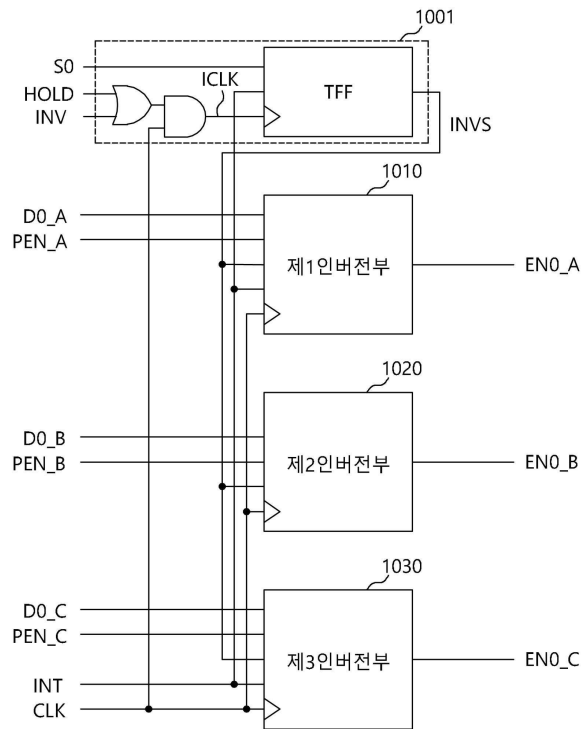 1001
S0
HOLD
INV
ICLK
TFF
INVS
1010
D0_A
PEN_A
제1인버전부
EN0_A
1020
D0_B
PEN_B
제2인버전부
EN0_B
1030
D0_C
PEN_C
제3인버전부
EN0_C
INT
CLK